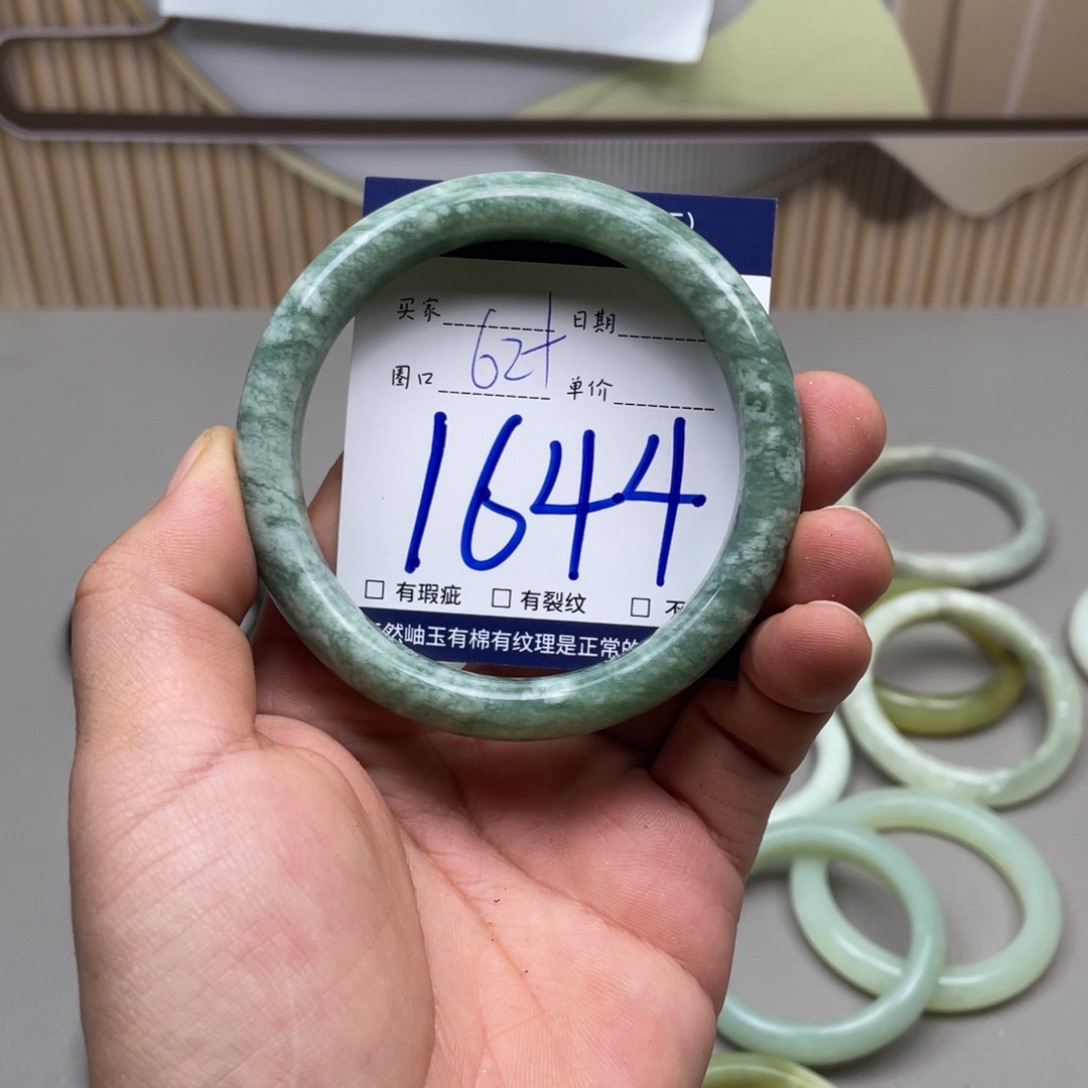 买家 日期
62+
圈口 单价
1644
□ 有瑕疵 □ 有裂纹 □ 不
然岫玉有棉有纹理是正常的